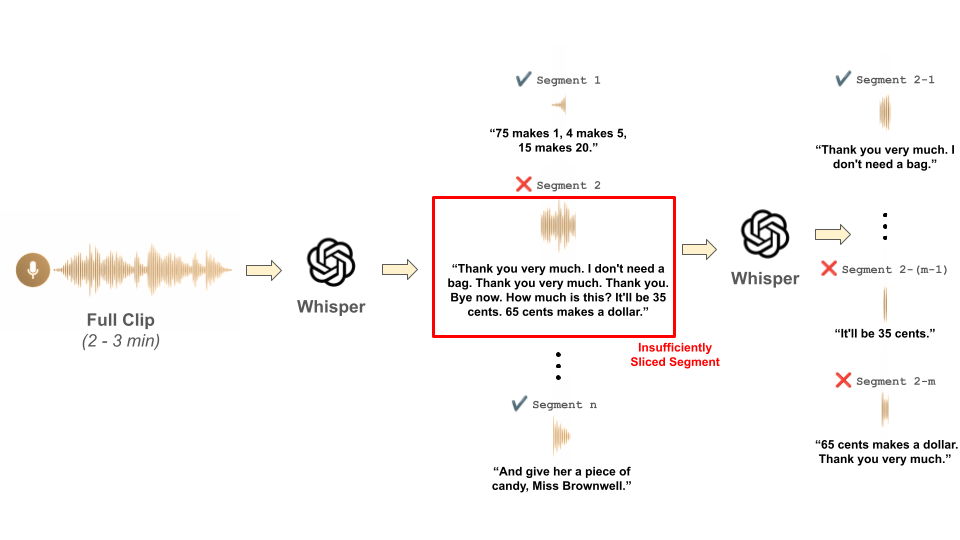 Full Clip
(2 - 3 min)
Whisper
Segment 1
“75 makes 1, 4 makes 5,
15 makes 20.”
Segment 2
“Thank you very much. I don't need a
bag. Thank you very much. Thank you.
Bye now. How much is this? It'll be 35
cents. 65 cents makes a dollar.”
Insufficiently
Sliced Segment
Segment n
“And give her a piece of
candy, Miss Brownwell.”
Whisper
Segment 2-1
“Thank you very much. I
don't need a bag.”
Segment 2-(m-1)
“It'll be 35 cents.”
Segment 2-m
“65 cents makes a dollar.
Thank you very much.”